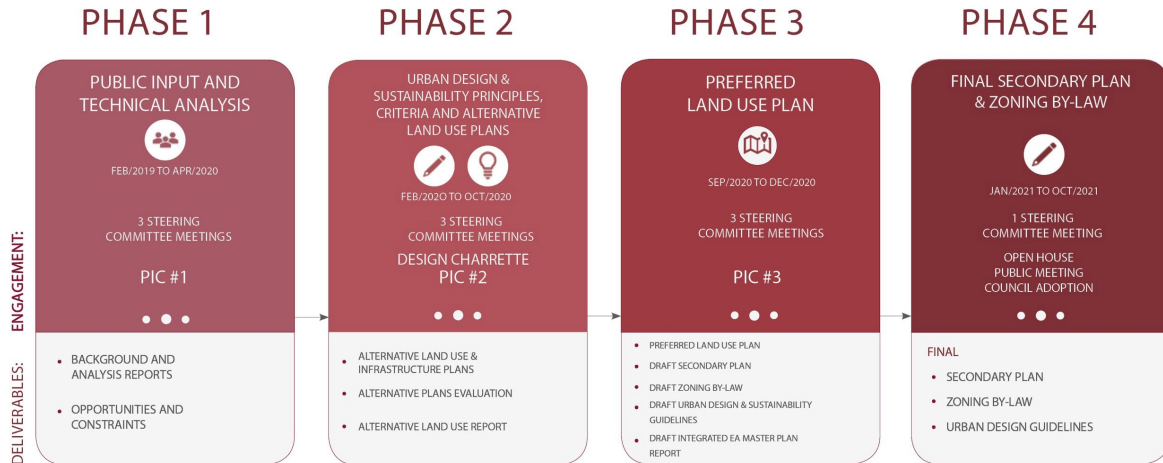 PHASE 1
PUBLIC INPUT AND
TECHNICAL ANALYSIS
FEB/2019 TO APR/2020
3 STEERING
COMMITTEE MEETINGS
PIC #1
PHASE 2
URBAN DESIGN &
SUSTAINABILITY PRINCIPLES,
CRITERIA AND ALTERNATIVE
LAND USE PLANS
FEB/2020 TO OCT/2020
3 STEERING
COMMITTEE MEETINGS
DESIGN CHARRETTE
PIC #2
PHASE 3
PREFERRED
LAND USE PLAN
SEP/2020 TO DEC/2020
3 STEERING
COMMITTEE MEETINGS
PIC #3
PHASE 4
FINAL SECONDARY PLAN
& ZONING BY-LAW
JAN/2021 TO OCT/2021
1 STEERING
COMMITTEE MEETING
OPEN HOUSE
PUBLIC MEETING
COUNCIL ADOPTION
ENGAGEMENT:
DELIVERABLES:
• BACKGROUND AND
ANALYSIS REPORTS
• OPPORTUNITIES AND
CONSTRAINTS
• ALTERNATIVE LAND USE &
INFRASTRUCTURE PLANS
• ALTERNATIVE PLANS EVALUATION
• ALTERNATIVE LAND USE REPORT
• PREFERRED LAND USE PLAN
• DRAFT SECONDARY PLAN
• DRAFT ZONING BY-LAW
• DRAFT URBAN DESIGN & SUSTAINABILITY
GUIDELINES
• DRAFT INTEGRATED EA MASTER PLAN
REPORT
FINAL
• SECONDARY PLAN
• ZONING BY-LAW
• URBAN DESIGN GUIDELINES